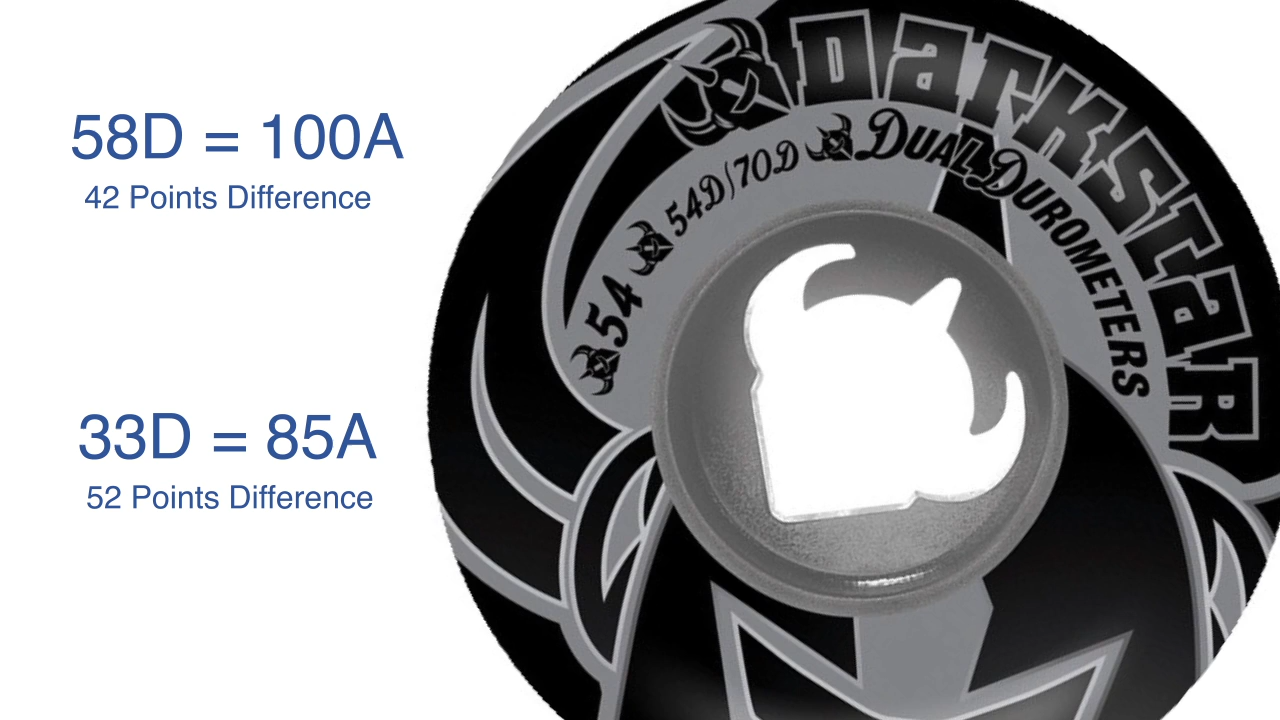 58D = 100A
42 Points Difference
33D = 85A
52 Points Difference
DarkstaR
54 54D/70D DUAL DUROMETERS